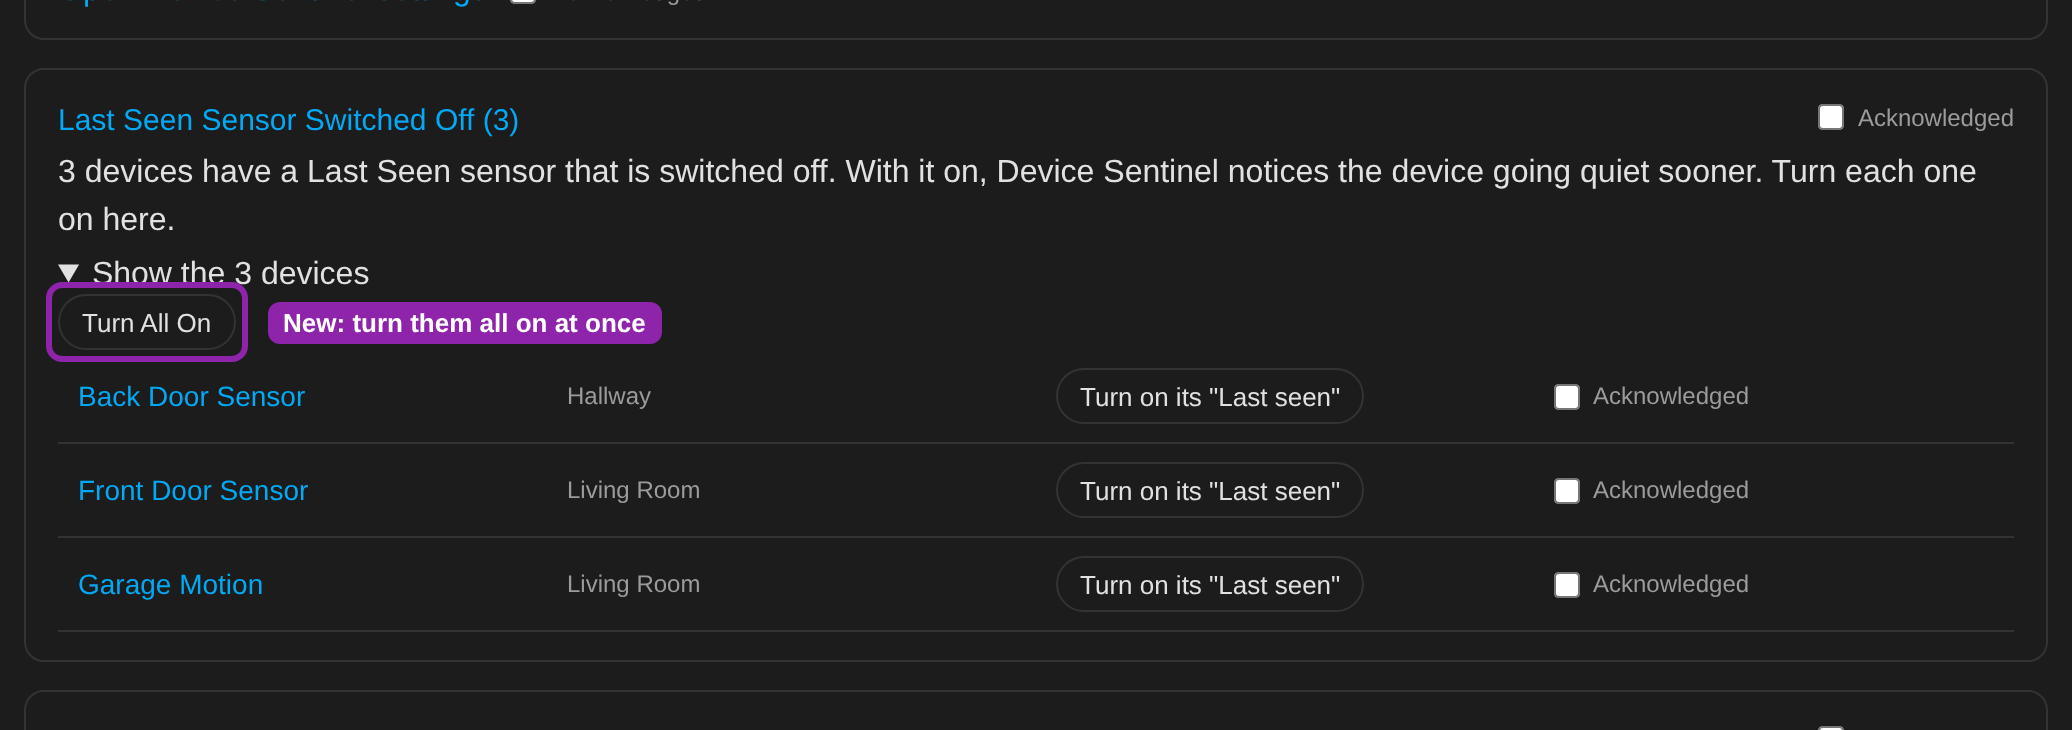 Last Seen Sensor Switched Off (3)
Acknowledged
3 devices have a Last Seen sensor that is switched off. With it on, Device Sentinel notices the device going quiet sooner. Turn each one
on here.
▼ Show the 3 devices
Turn All On
New: turn them all on at once
Back Door Sensor
Hallway
Turn on its "Last seen"
Acknowledged
Front Door Sensor
Living Room
Turn on its "Last seen"
Acknowledged
Garage Motion
Living Room
Turn on its "Last seen"
Acknowledged